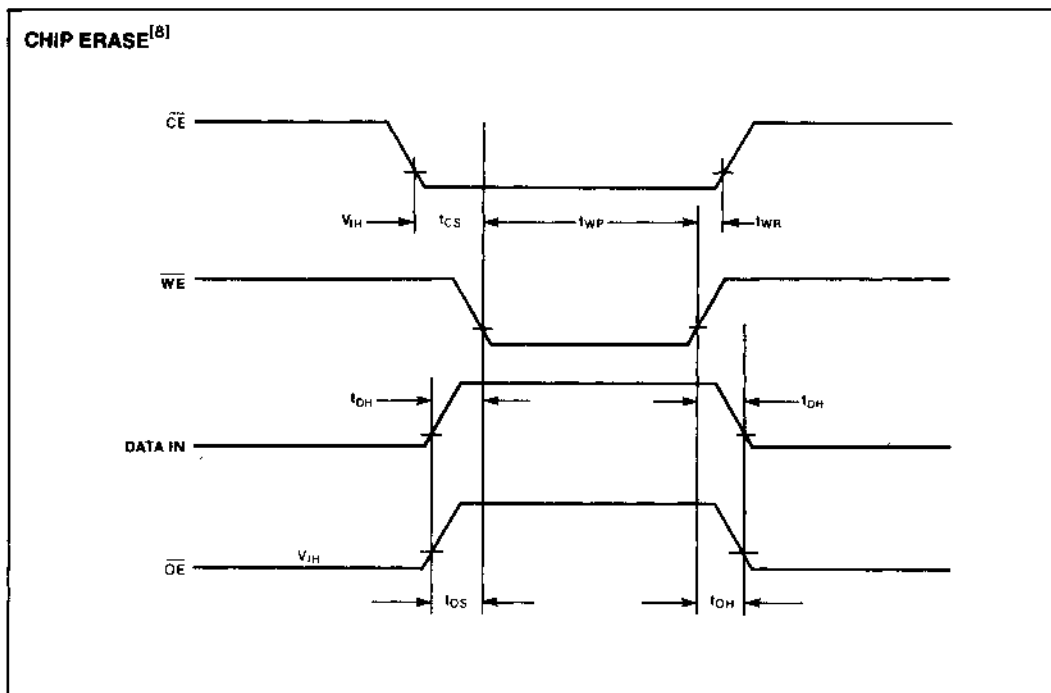 CHIP ERASE[8]
CE
VIH
tCS
tWP
tWR
WE
tDH
tDH
DATA IN
VIH
OE
tOS
tOH